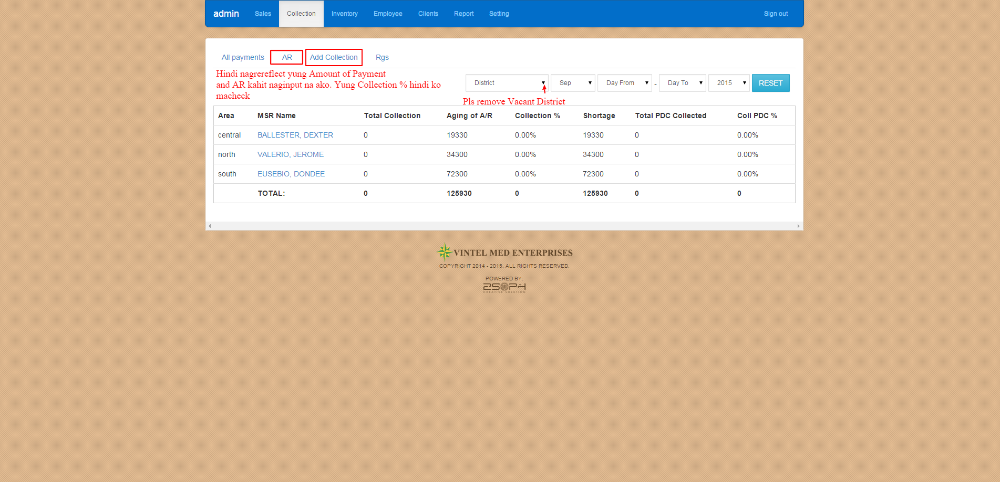 admin Sales Collection Inventory Employee Clients Report Setting Sign out
All payments AR Add Collection Rgs
Hindi nagrereflect yung Amount of Payment
and AR kahit naginput na ako. Yung Collection % hindi ko
macheck
District Sep Day From - Day To 2015 RESET
Pls remove Vacant District
Area MSR Name Total Collection Aging of A/R Collection % Shortage Total PDC Collected Coll PDC %
central BALLESTER, DEXTER 0 19330 0.00% 19330 0 0.00%
north VALERIO, JEROME 0 34300 0.00% 34300 0 0.00%
south EUSEBIO, DONDEE 0 72300 0.00% 72300 0 0.00%
TOTAL: 0 125930 0 125930 0 0
VINTEL MED ENTERPRISES
COPYRIGHT 2014 - 2015. ALL RIGHTS RESERVED.
POWERED BY:
CREATIVE SOLUTION